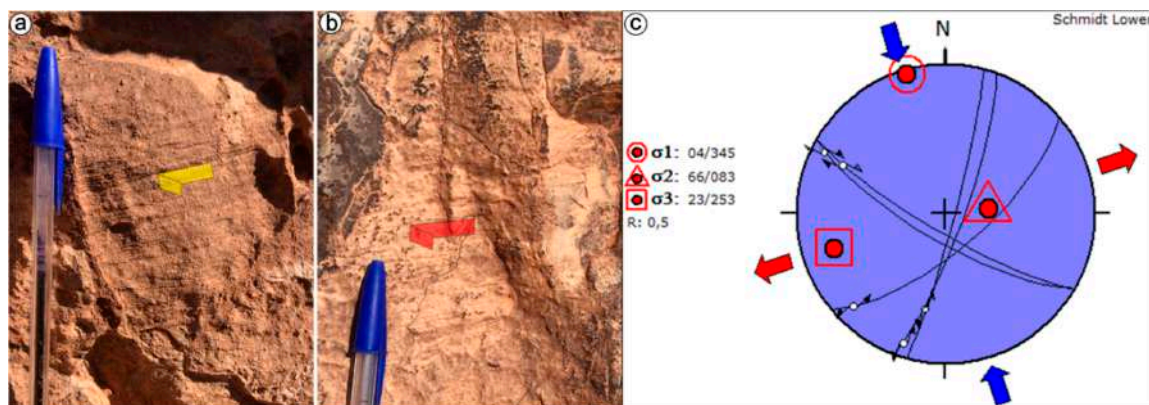 a
b
c
Schmidt Lower
N
σ1: 04/345
σ2: 66/083
σ3: 23/253
R: 0,5